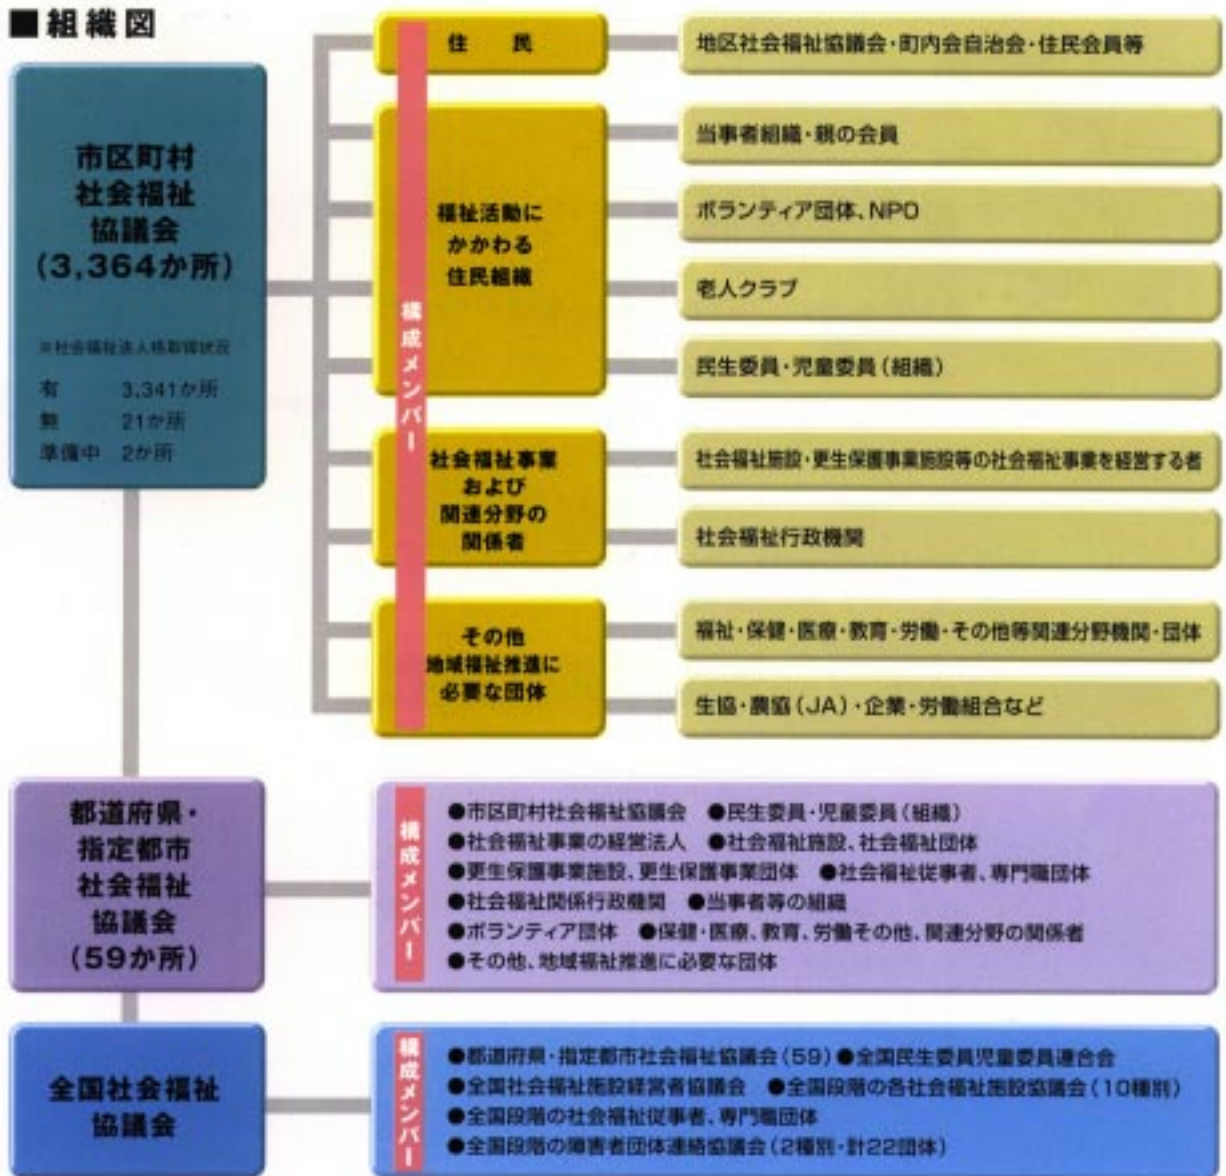 ■組織図
市区町村
社会福祉
協議会
(3,364か所)
※社会福祉法人格取得状況
有 3,341か所
無 21か所
準備中 2か所
構成メンバー
住 民
地区社会福祉協議会・町内会自治会・住民会員等
福祉活動に
かかわる
住民組織
当事者組織・親の会員
ボランティア団体、NPO
老人クラブ
民生委員・児童委員(組織)
社会福祉事業
および
関連分野の
関係者
社会福祉施設・更生保護事業施設等の社会福祉事業を経営する者
社会福祉行政機関
その他
地域福祉推進に
必要な団体
福祉・保健・医療・教育・労働・その他等関連分野機関・団体
生協・農協(JA)・企業・労働組合など
都道府県・
指定都市
社会福祉
協議会
(59か所)
構成メンバー
●市区町村社会福祉協議会 ●民生委員・児童委員(組織)
●社会福祉事業の経営法人 ●社会福祉施設、社会福祉団体
●更生保護事業施設、更生保護事業団体 ●社会福祉従事者、専門職団体
●社会福祉関係行政機関 ●当事者等の組織
●ボランティア団体 ●保健・医療、教育、労働その他、関連分野の関係者
●その他、地域福祉推進に必要な団体
全国社会福祉
協議会
構成メンバー
●都道府県・指定都市社会福祉協議会(59)●全国民生委員児童委員連合会
●全国社会福祉施設経営者協議会 ●全国段階の各社会福祉施設協議会(10種別)
●全国段階の社会福祉従事者、専門職団体
●全国段階の障害者団体連絡協議会(2種別・計22団体)